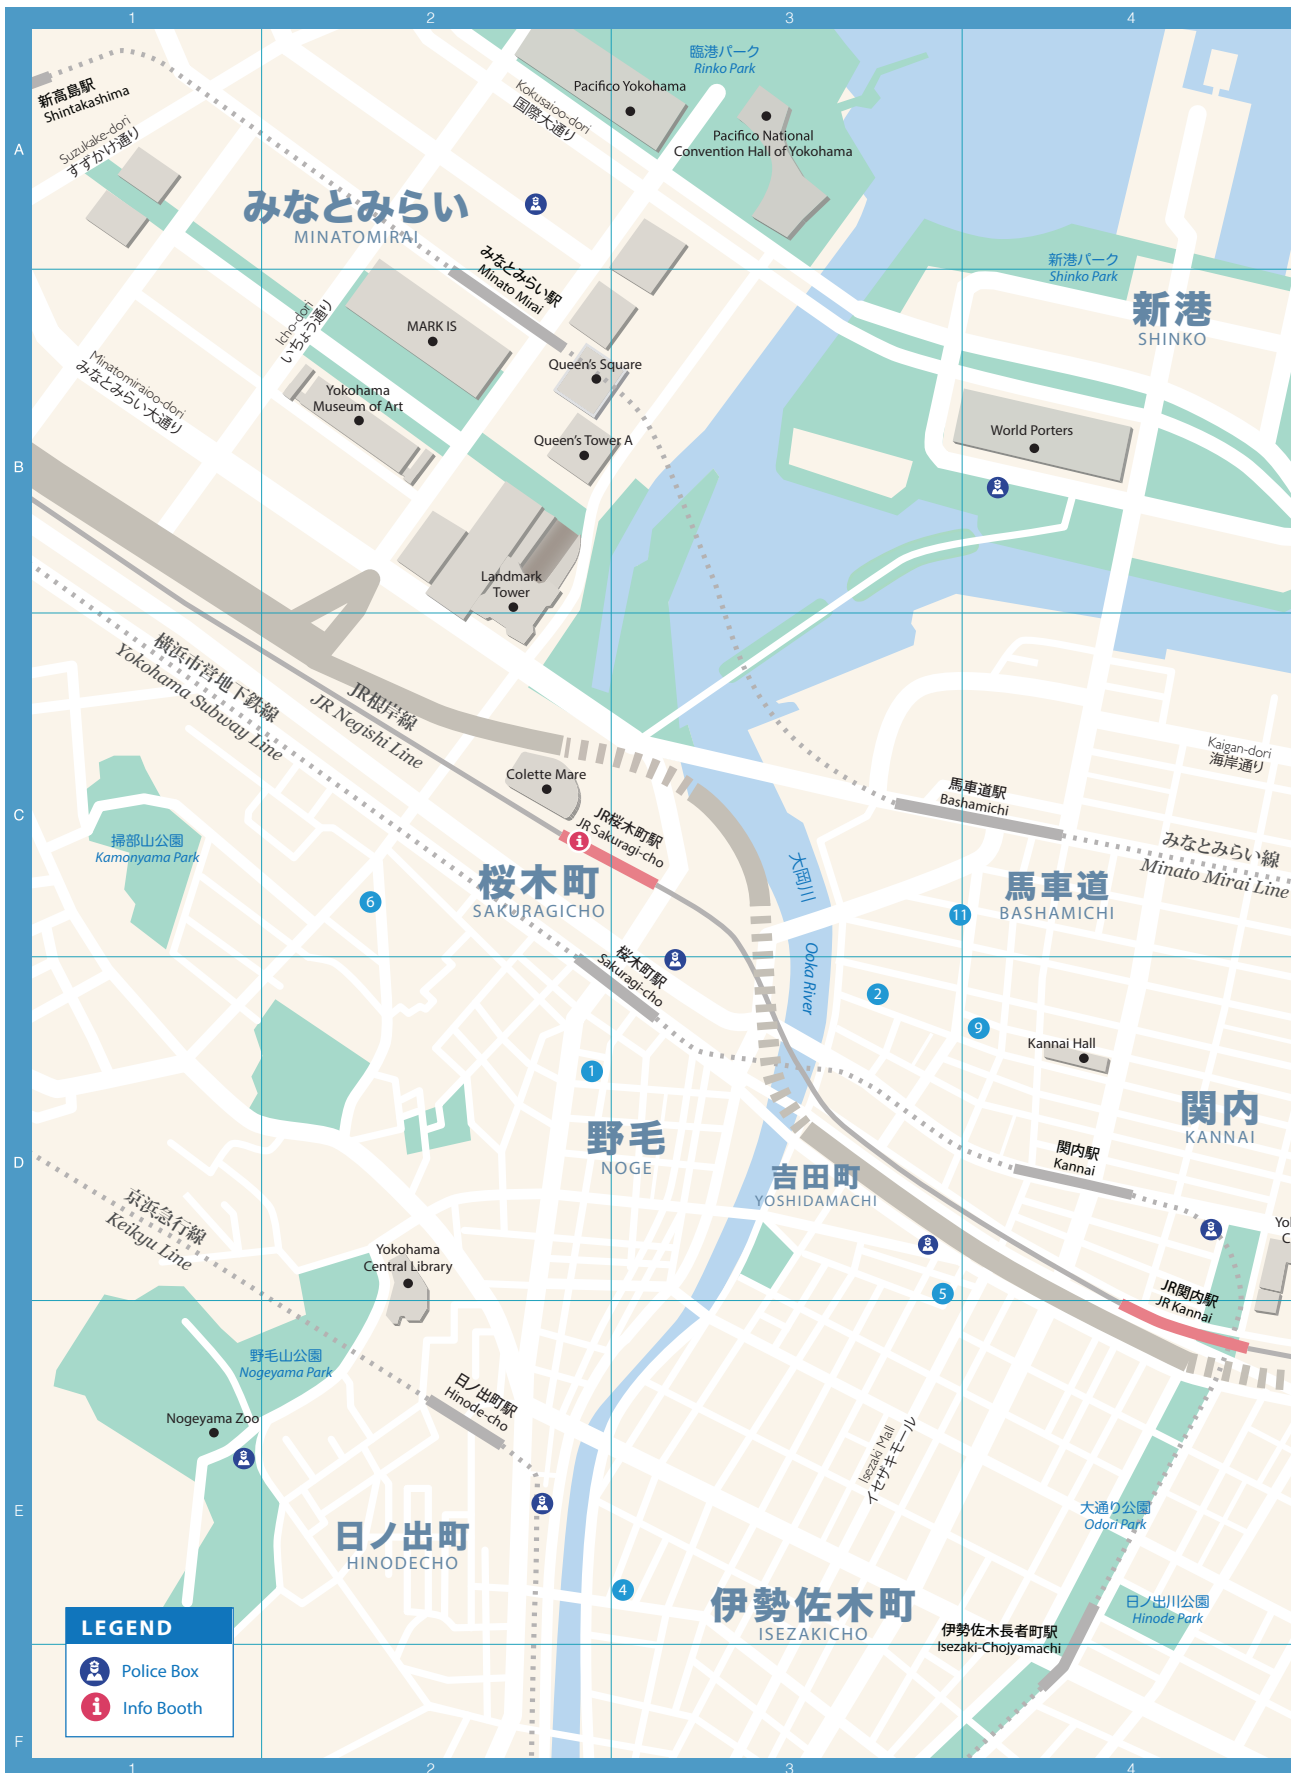 1
2
3
4
臨港パーク
Rinko Park
新高島駅
Shintakashima
Kokusaioo-dori
国際大通り
Pacifico Yokohama
Pacifico National
Convention Hall of Yokohama
A
Suzukake-dori
すずかけ通り
みなとみらい
MINATOMIRAI
みなとみらい駅
Minato Mirai
新港パーク
Shinko Park
新港
SHINKO
Icho-dori
いちょう通り
MARK IS
Minatomiraioo-dori
みなとみらい大通り
Queen's Square
Yokohama
Museum of Art
Queen's Tower A
World Porters
B
Landmark
Tower
横浜市営地下鉄線
Yokohama Subway Line
JR根岸線
JR Negishi Line
Kaigan-dori
海岸通り
Colette Mare
馬車道駅
Bashamichi
C
JR桜木町駅
JR Sakuragi-cho
掃部山公園
Kamonyama Park
みなとみらい線
Minato Mirai Line
大岡川
Ooka River
桜木町
SAKURAGICHO
馬車道
BASHAMICHI
6
11
桜木町駅
Sakuragi-cho
2
9
Kannai Hall
1
関内
KANNAI
野毛
NOGE
D
関内駅
Kannai
吉田町
YOSHIDAMACHI
京浜急行線
Keikyu Line
Yokohama
Central Library
Yo
C
5
JR関内駅
JR Kannai
野毛山公園
Nogeyama Park
日ノ出町駅
Hinode-cho
Nogeyama Zoo
Isezaki Mall
イセザキモール
E
大通り公園
Odori Park
日ノ出町
HINODECHO
4
伊勢佐木町
ISEZAKICHO
日ノ出川公園
Hinode Park
伊勢佐木長者町駅
Isezaki-Chojyamachi
LEGEND
Police Box
Info Booth
F
1
2
3
4